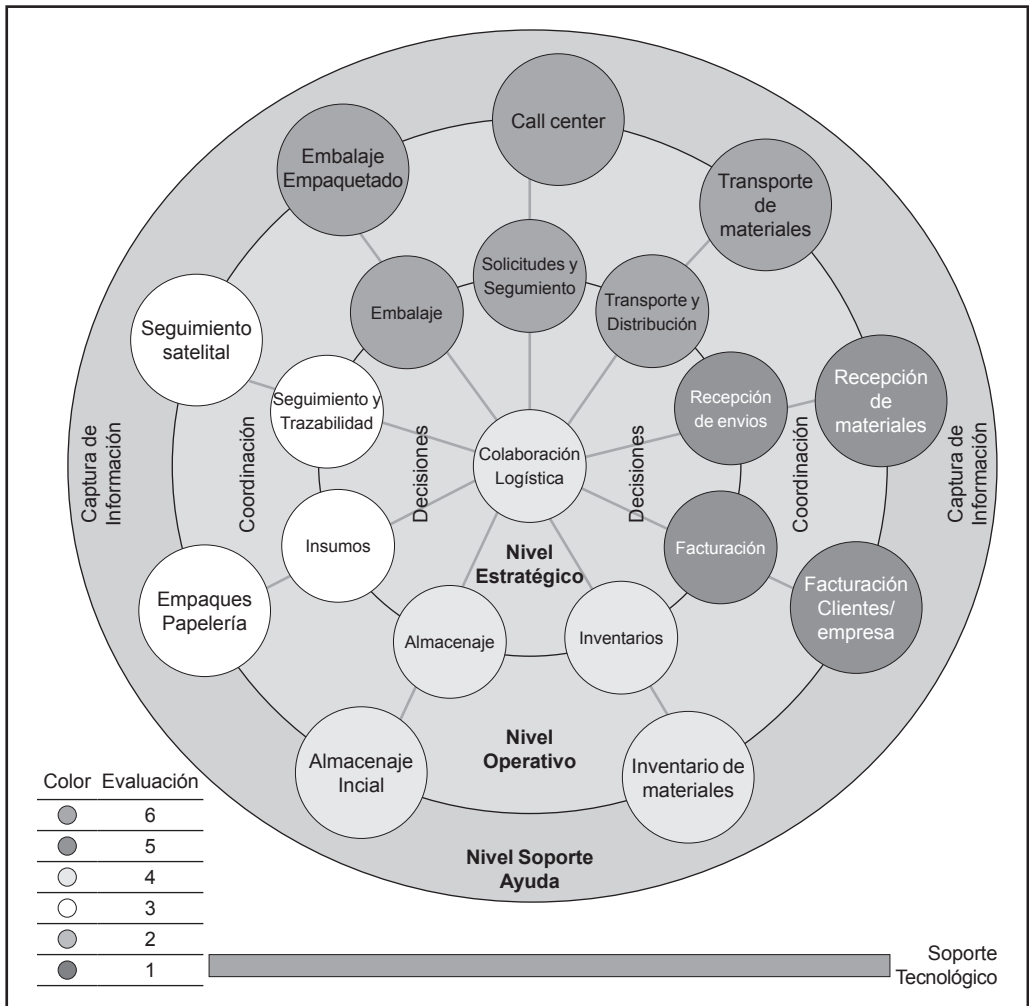 Call center
Embalaje
Empaquetado
Transporte
de
materiales
Solicitudes y
Segumiento
Embalaje
Transporte y
Distribución
Seguimiento
satelital
Seguimiento y
Trazabilidad
Recepción
de envios
Recepción
de
materiales
Captura de
Información
Coordinación
Decisiones
Colaboración
Logística
Decisiones
Coordinación
Captura de
Información
Insumos
Nivel
Estratégico
Facturación
Empaques
Papelería
Facturación
Clientes/
empresa
Almacenaje
Inventarios
Nivel
Operativo
Almacenaje
Incial
Inventario de
materiales
Nivel Soporte
Ayuda
Color Evaluación
6
5
4
3
2
1
Soporte
Tecnológico